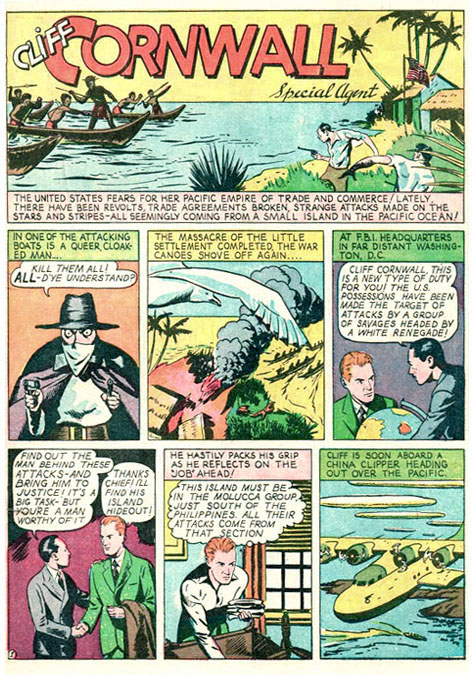 CLIFF
CORNWALL
Special Agent
THE UNITED STATES FEARS FOR HER PACIFIC EMPIRE OF TRADE AND COMMERCE! LATELY,
THERE HAVE BEEN REVOLTS, TRADE AGREEMENTS BROKEN, STRANGE ATTACKS MADE ON THE
STARS AND STRIPES-ALL SEEMINGLY COMING FROM A SMALL ISLAND IN THE PACIFIC OCEAN!
IN ONE OF THE ATTACKING
BOATS IS A QUEER, CLOAK-
ED MAN....
KILL THEM ALL!
ALL-D'YE UNDERSTAND?
THE MASSACRE OF THE LITTLE
SETTLEMENT COMPLETED THE WAR
CANOES SHOVE OFF AGAIN....
AT F.B.I. HEADQUARTERS
IN FAR DISTANT WASHING-
TON, D.C.
CLIFF CORNWALL, THIS
IS A NEW TYPE OF DUTY
FOR YOU! THE U.S.
POSSESSIONS HAVE BEEN
MADE THE TARGET OF
ATTACKS BY A GROUP
OF SAVAGES HEADED BY
A WHITE RENEGADE!
FIND OUT THE
MAN BEHIND THESE
ATTACKS-AND
BRING HIM TO
JUSTICE! IT'S A
BIG TASK- BUT
YOU'RE A MAN
WORTHY OF IT
THANKS
CHIEF! I'LL
FIND HIS
ISLAND
HIDEOUT!
HE HASTILY PACKS HIS GRIP
AS HE REFLECTS ON THE
'JOB' AHEAD!
THIS ISLAND MUST BE
IN THE MOLUCCA GROUP,
JUST SOUTH OF THE
PHILIPPINES. ALL THEIR
ATTACKS COME FROM
THAT SECTION
CLIFF IS SOON ABOARD A
CHINA CLIPPER HEADING
OUT OVER THE PACIFIC.